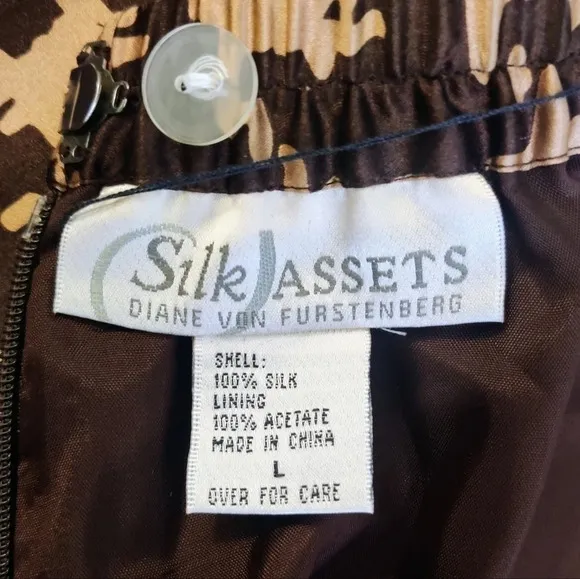 Silk ASSETS
DIANE VON FURSTENBERG
SHELL:
100% SILK
LINING
100% ACETATE
MADE IN CHINA
L
OVER FOR CARE